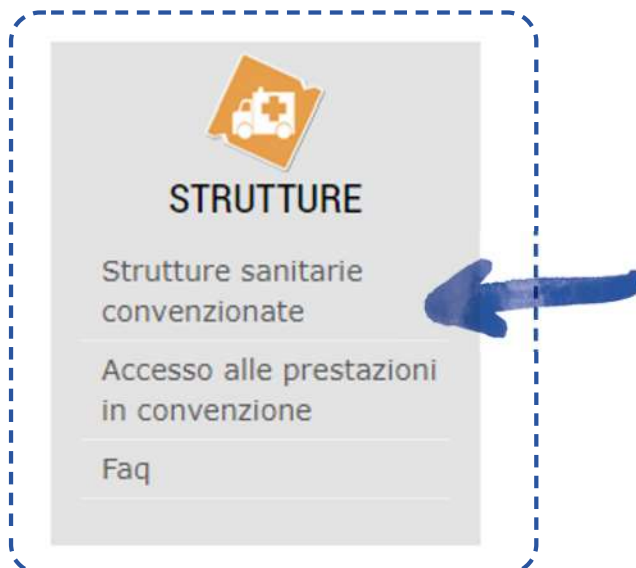 STRUTTURE
Strutture sanitarie
convenzionate
Accesso alle prestazioni
in convenzione
Faq